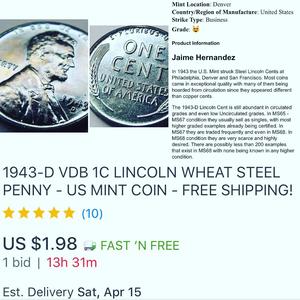 Mint Location: Denver
Country/Region of Manufacture: United States
Strike Type: Business
Grade:
Product Information
Jaime Hernandez
In 1943 the U.S. Mint struck Steel Lincoln Cents at
Philadelphia, Denver and San Francisco. Most coins
came in exceptional quality with many of them being
hoarded from circulation since they appeared different
than copper cents.
The 1943-D Lincoln Cent is still abundant in circulated
grades and even low Uncirculated grades. In MS65 -
MS67 condition they usually sell as singles, with most
higher graded examples already being certified. In
MS67 they are traded frequently and even in MS68. In
MS68 condition they are very scarce and highly
desired. There are possibly less than 200 examples
that exist in MS68 with none being known in any higher
condition.
PLURIBUS
ONE
CENT
UNITED STATES
OF AMERICA
1943-D VDB 1C LINCOLN WHEAT STEEL
PENNY - US MINT COIN - FREE SHIPPING!
(10)
US $1.98 FAST 'N FREE
1 bid | 13h 31m
Est. Delivery Sat, Apr 15